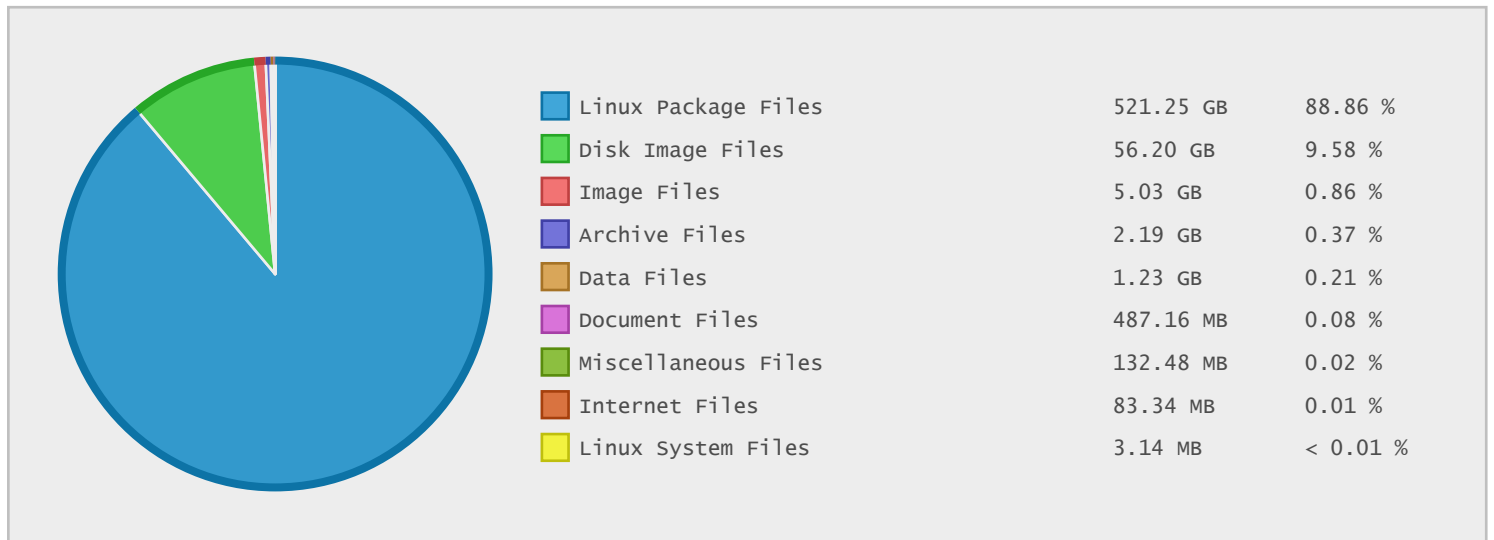 Linux Package Files 521.25 GB 88.86 %
Disk Image Files 56.20 GB 9.58 %
Image Files 5.03 GB 0.86 %
Archive Files 2.19 GB 0.37 %
Data Files 1.23 GB 0.21 %
Document Files 487.16 MB 0.08 %
Miscellaneous Files 132.48 MB 0.02 %
Internet Files 83.34 MB 0.01 %
Linux System Files 3.14 MB < 0.01 %